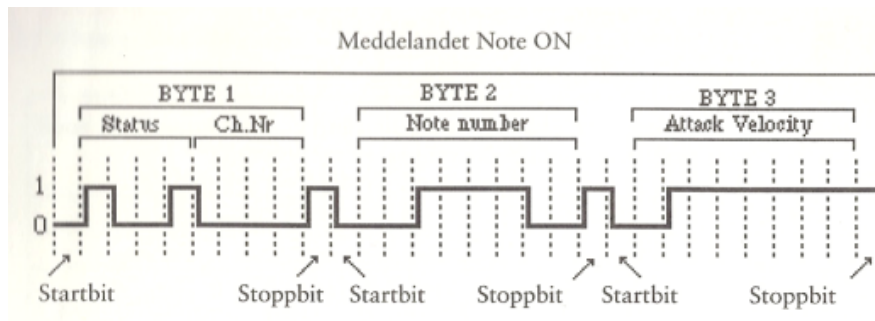 Meddelandet Note ON
BYTE 1 BYTE 2 BYTE 3
Status Ch.Nr Note number Attack Velocity
1
0
Startbit Stoppbit Startbit Stoppbit Startbit Stoppbit